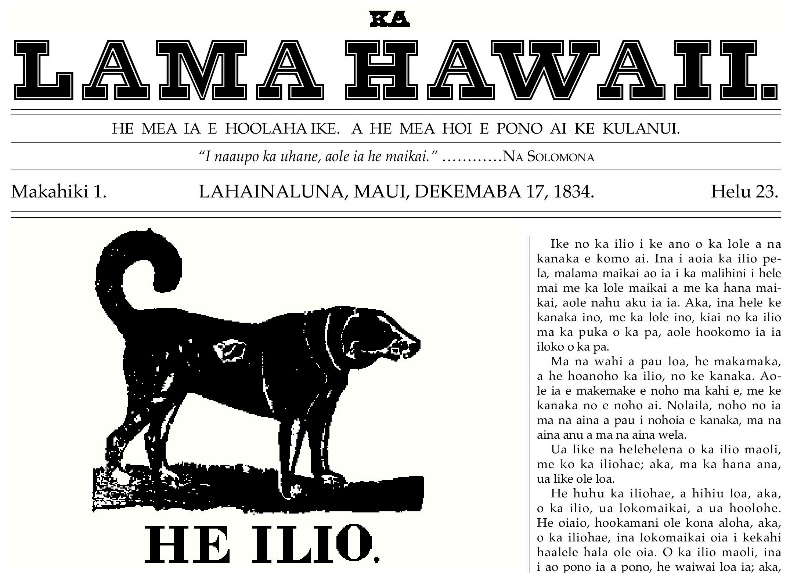 KA
LAMA HAWAII.
HE MEA IA E HOOLAHA IKE. A HE MEA HOI E PONO AI KE KULANUI.
“I naaupo ka uhane, aole ia he maikai.” …………NA SOLOMONA
Makahiki 1. LAHAINALUNA, MAUI, DEKEMABA 17, 1834. Helu 23.
HE ILIO.
Ike no ka ilio i ke ano o ka lole a na
kanaka e komo ai. Ina i aoia ka ilio pe-
la, malama maikai ao ia i ka malihini i hele
mai me ka lole maikai a me ka hana mai-
kai, aole nahu aku ia ia. Aka, ina hele ke
kanaka ino, me ka lole ino, kiai no ka ilio
ma ka puka o ka pa, aole hookomo ia ia
iloko o ka pa.
Ma na wahi a pau loa, he makamaka,
a he hoanoho ka ilio, no ke kanaka. Ao-
le ia e makemake e noho ma kahi e, me ke
kanaka no e noho ai. Nolaila, noho no ia
ma na aina a pau i nohoia e kanaka, ma na
aina anu a ma na aina wela.
Ua like na helehelena o ka ilio maoli,
me ko ka iliohae; aka, ma ka hana ana,
ua like ole loa.
He huhu ka iliohae, a hihiu loa, aka,
o ka ilio, ua lokomaikai, a ua hoolohe.
He oiaio, hookamani ole kona aloha, aka,
o ka iliohae, ina lokomaikai oia i kekahi
haalele hala ole oia. O ka ilio maoli, ina
i ao pono ia a pono, he waiwai loa ia; aka,